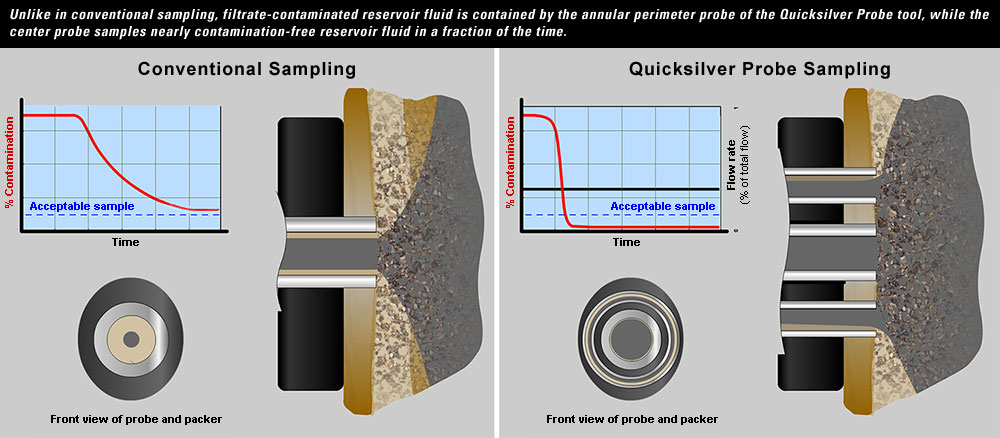 Unlike in conventional sampling, filtrate-contaminated reservoir fluid is contained by the annular perimeter probe of the Quicksilver Probe tool, while the
center probe samples nearly contamination-free reservoir fluid in a fraction of the time.
Conventional Sampling
% Contamination
Acceptable sample
Time
Front view of probe and packer
Quicksilver Probe Sampling
% Contamination
Acceptable sample
Time
1
Flow rate
(% of total flow)
0
Front view of probe and packer